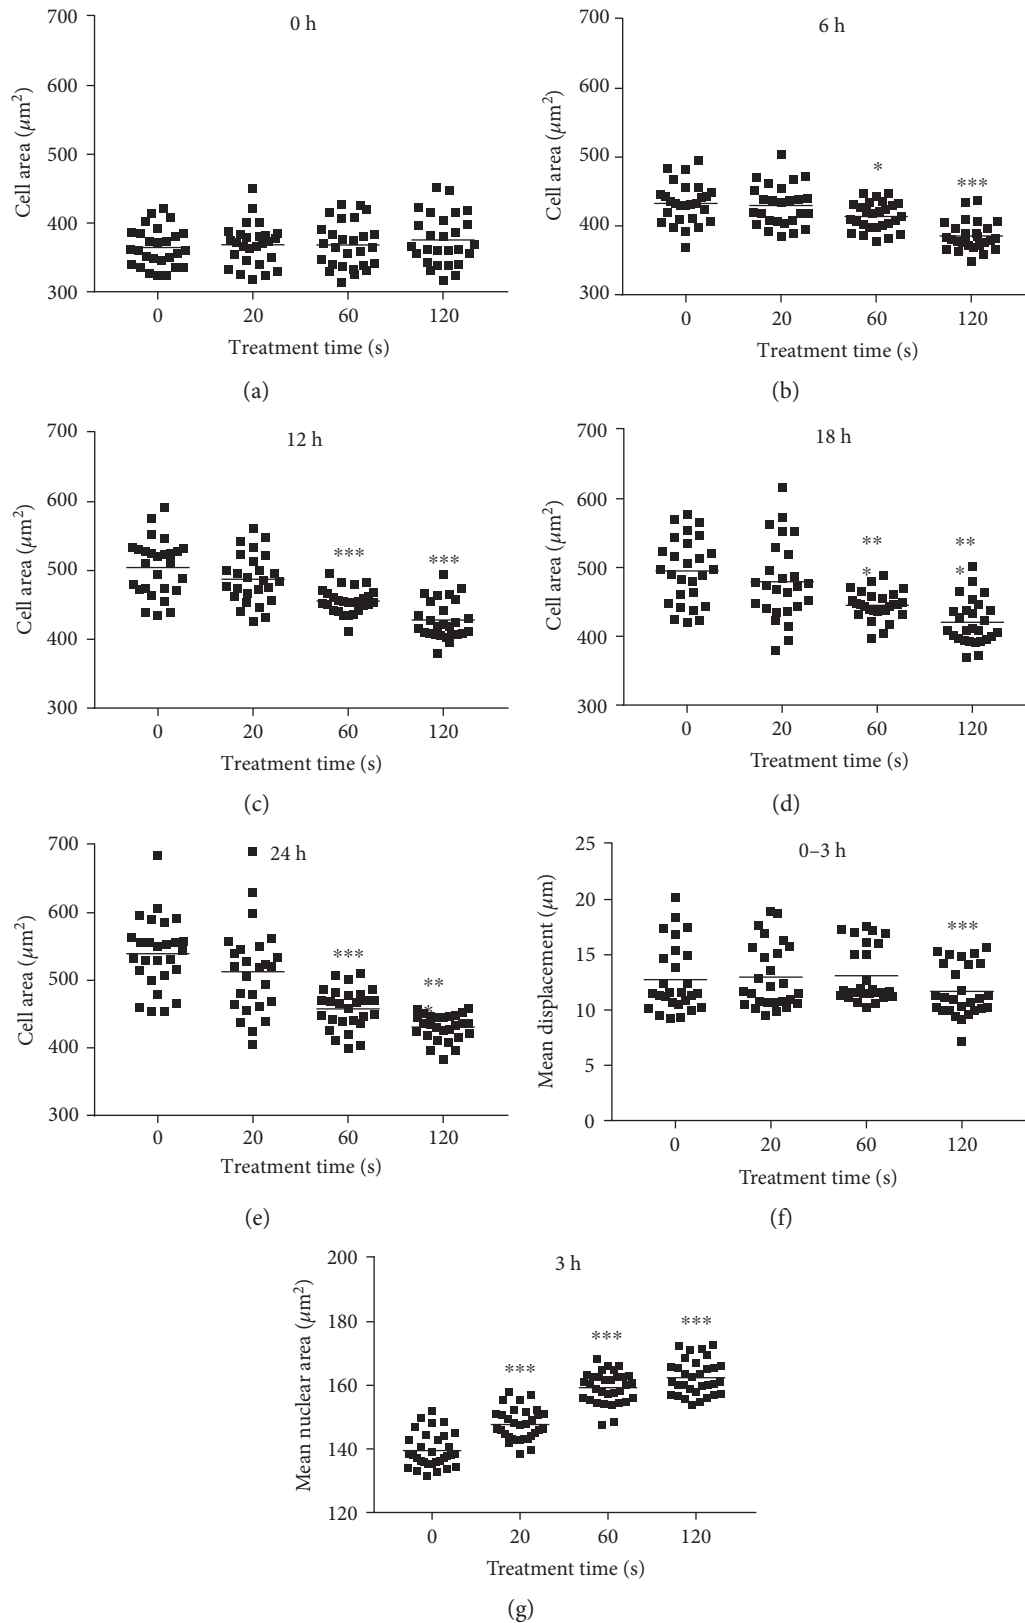 0 h
Cell area (μm²)
700
600
500
400
300
0 20 60 120
Treatment time (s)
(a)
6 h
Cell area (μm²)
700
600
500
400
300
*
***
0 20 60 120
Treatment time (s)
(b)
12 h
Cell area (μm²)
700
600
500
400
300
*** ***
0 20 60 120
Treatment time (s)
(c)
18 h
Cell area (μm²)
700
600
500
400
300
** **
* *
0 20 60 120
Treatment time (s)
(d)
24 h
Cell area (μm²)
700
600
500
400
300
***
**
*
0 20 60 120
Treatment time (s)
(e)
0–3 h
Mean displacement (μm)
25
20
15
10
5
0
***
0 20 60 120
Treatment time (s)
(f)
3 h
Mean nuclear area (μm²)
200
180
160
140
120
***
***
***
0 20 60 120
Treatment time (s)
(g)